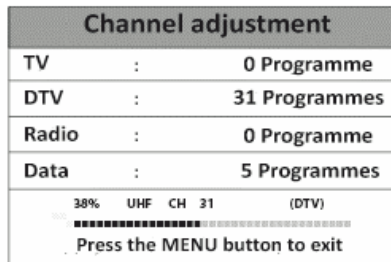 Channel adjustment
TV : 0 Programme
DTV : 31 Programmes
Radio : 0 Programme
Data : 5 Programmes
38% UHF CH 31 (DTV)
Press the MENU button to exit